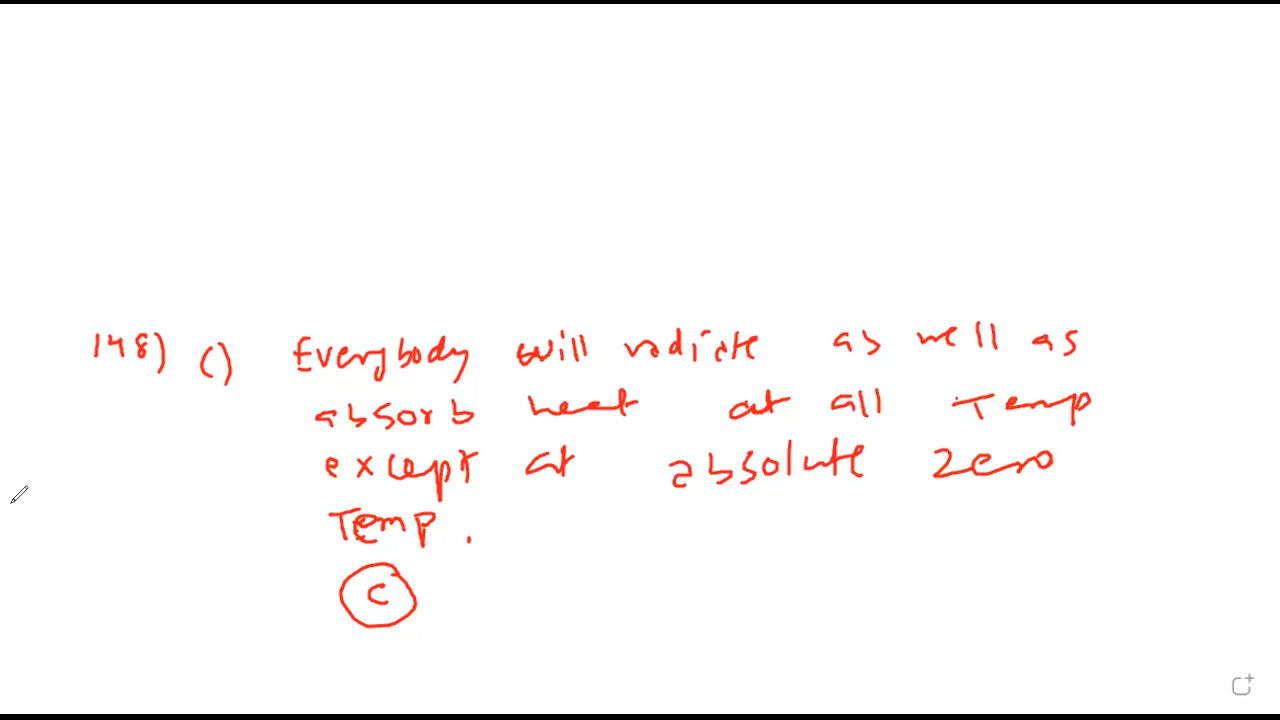 148) C) Everybody will radiate as well as
absorb heat at all Temp
except at absolute zero
Temp.
C